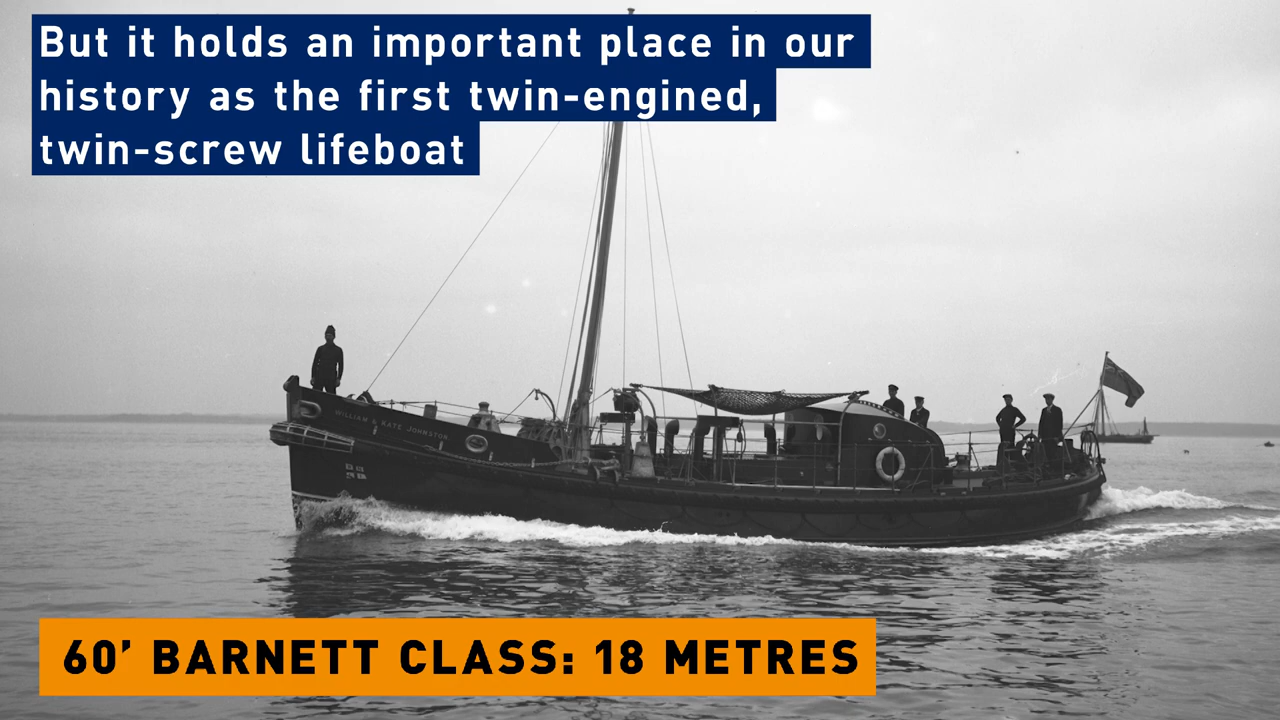 But it holds an important place in our
history as the first twin-engined,
twin-screw lifeboat
WILLIAM & KATE JOHNSTON
60’ BARNETT CLASS: 18 METRES